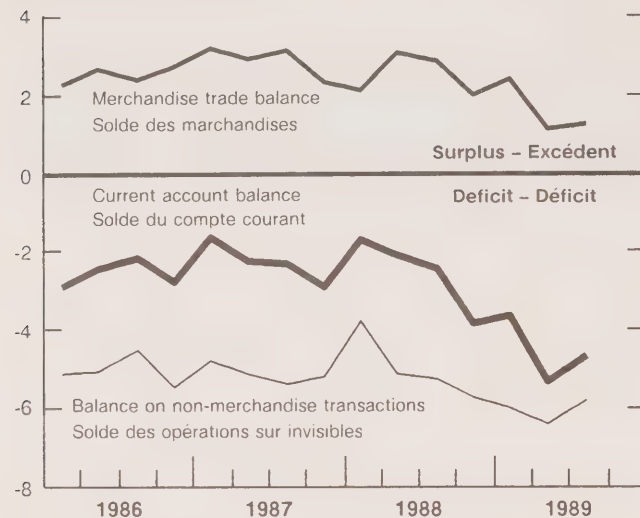 4
2
Merchandise trade balance
Solde des marchandises
Surplus – Excédent
0
Current account balance
Solde du compte courant
Deficit – Déficit
-2
-4
Balance on non-merchandise transactions
Solde des opérations sur invisibles
-6
-8
1986 1987 1988 1989